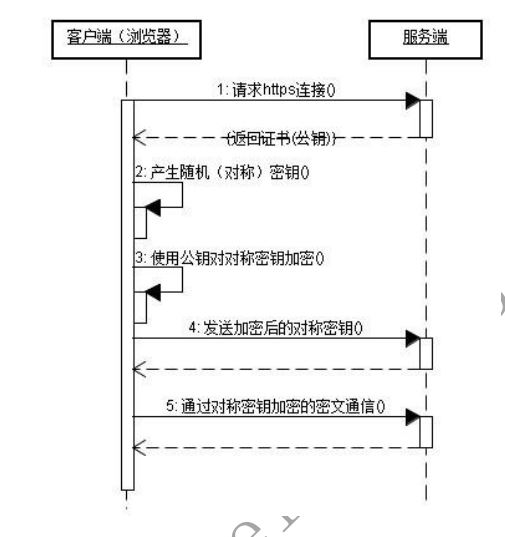 客户端（浏览器）
服务端
1: 请求https连接()
(返回证书(公钥))
2: 产生随机（对称）密钥()
3: 使用公钥对对称密钥加密()
4: 发送加密后的对称密钥()
5: 通过对称密钥加密的密文通信()